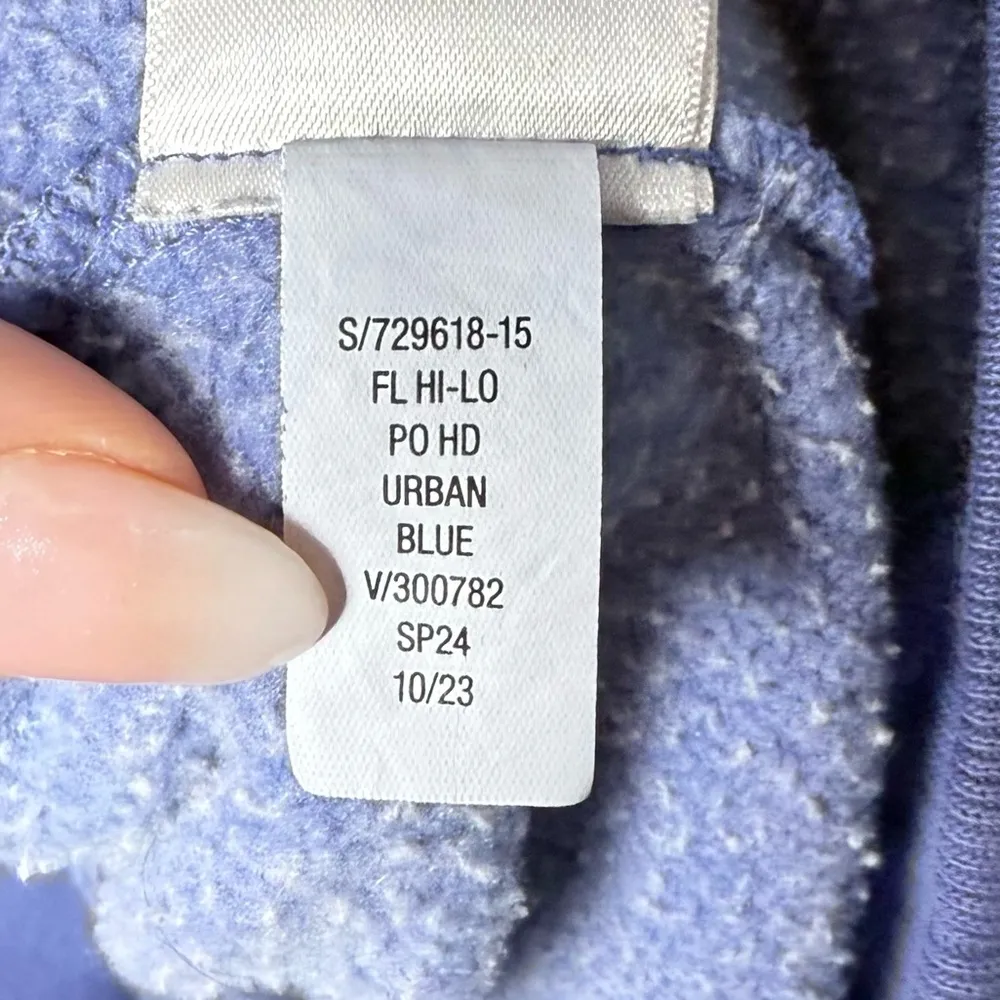 S/729618-15
FL HI-LO
PO HD
URBAN
BLUE
V/300782
SP24
10/23